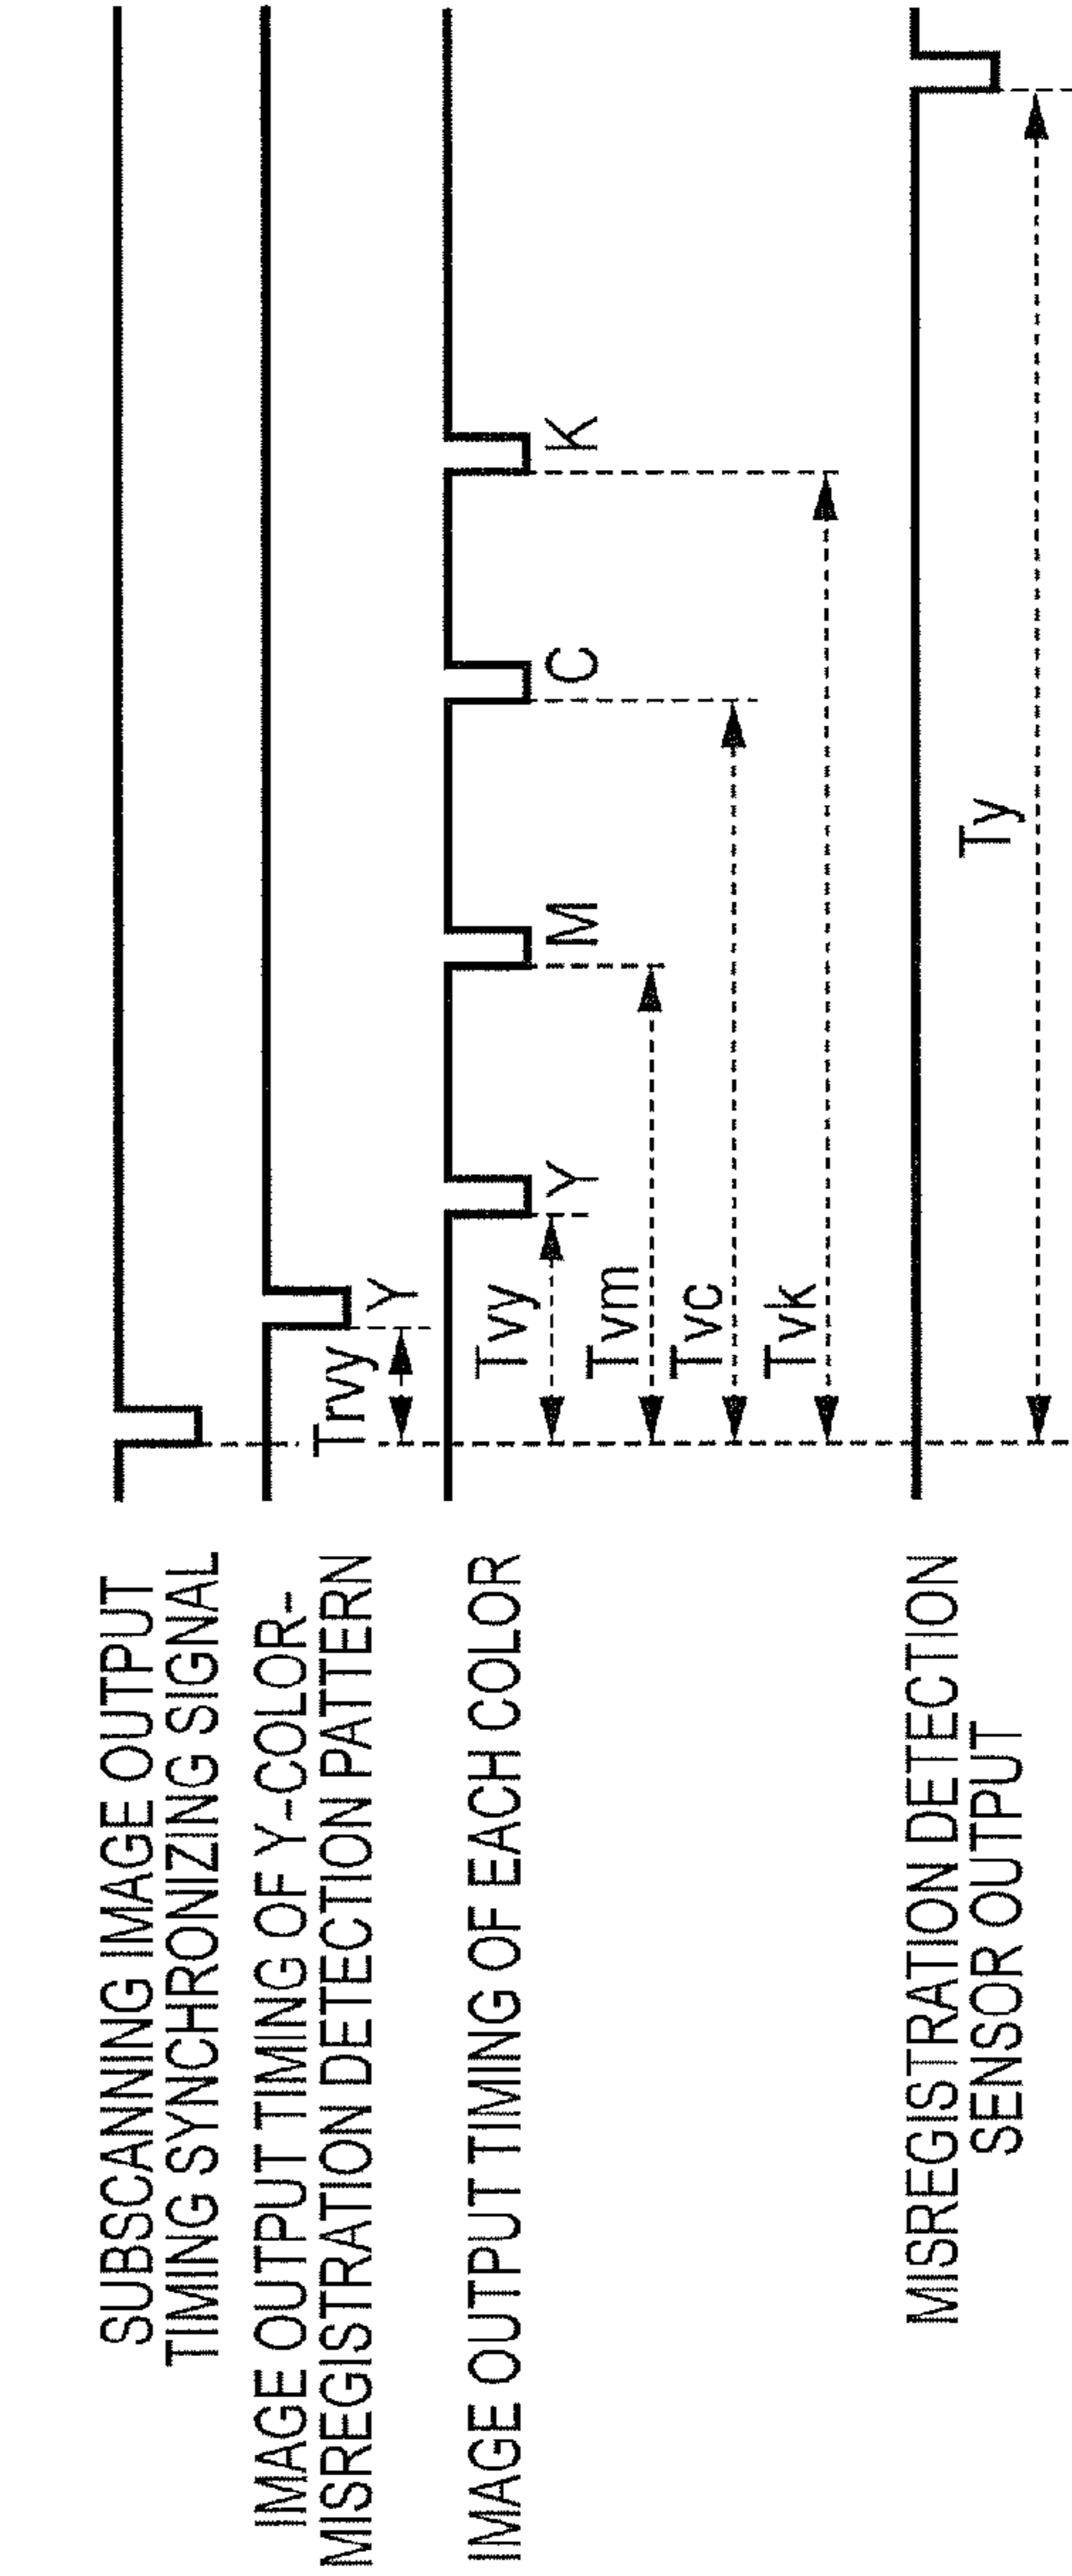 SUBSCANNING IMAGE OUTPUT
TIMING SYNCHRONIZING SIGNAL
IMAGE OUTPUT TIMING OF Y-COLOR-
MISREGISTRATION DETECTION PATTERN
Trvy
Y
IMAGE OUTPUT TIMING OF EACH COLOR
Y
M
C
K
Tvy
Tvm
Tvc
Tvk
MISREGISTRATION DETECTION
SENSOR OUTPUT
Ty